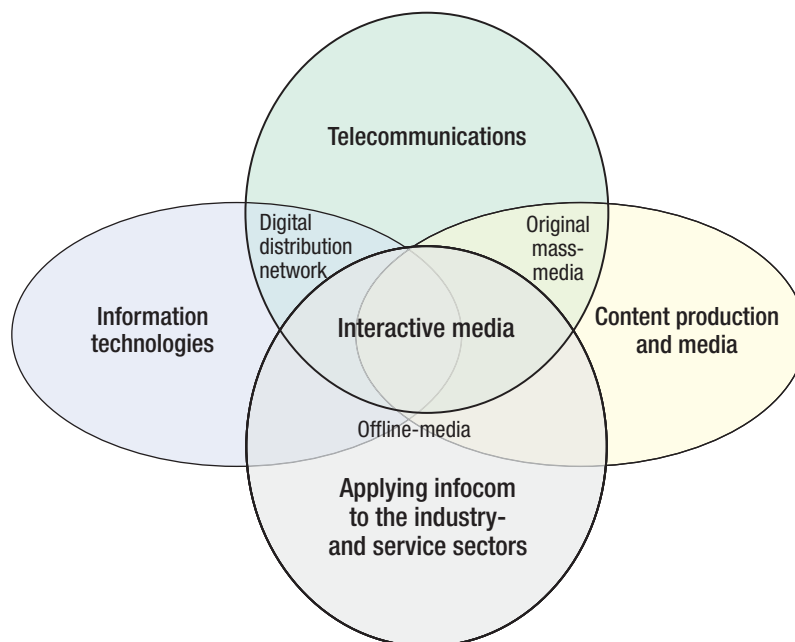 Telecommunications
Digital
distribution
network
Original
mass-
media
Information
technologies
Interactive media
Content production
and media
Offline-media
Applying infocom
to the industry-
and service sectors